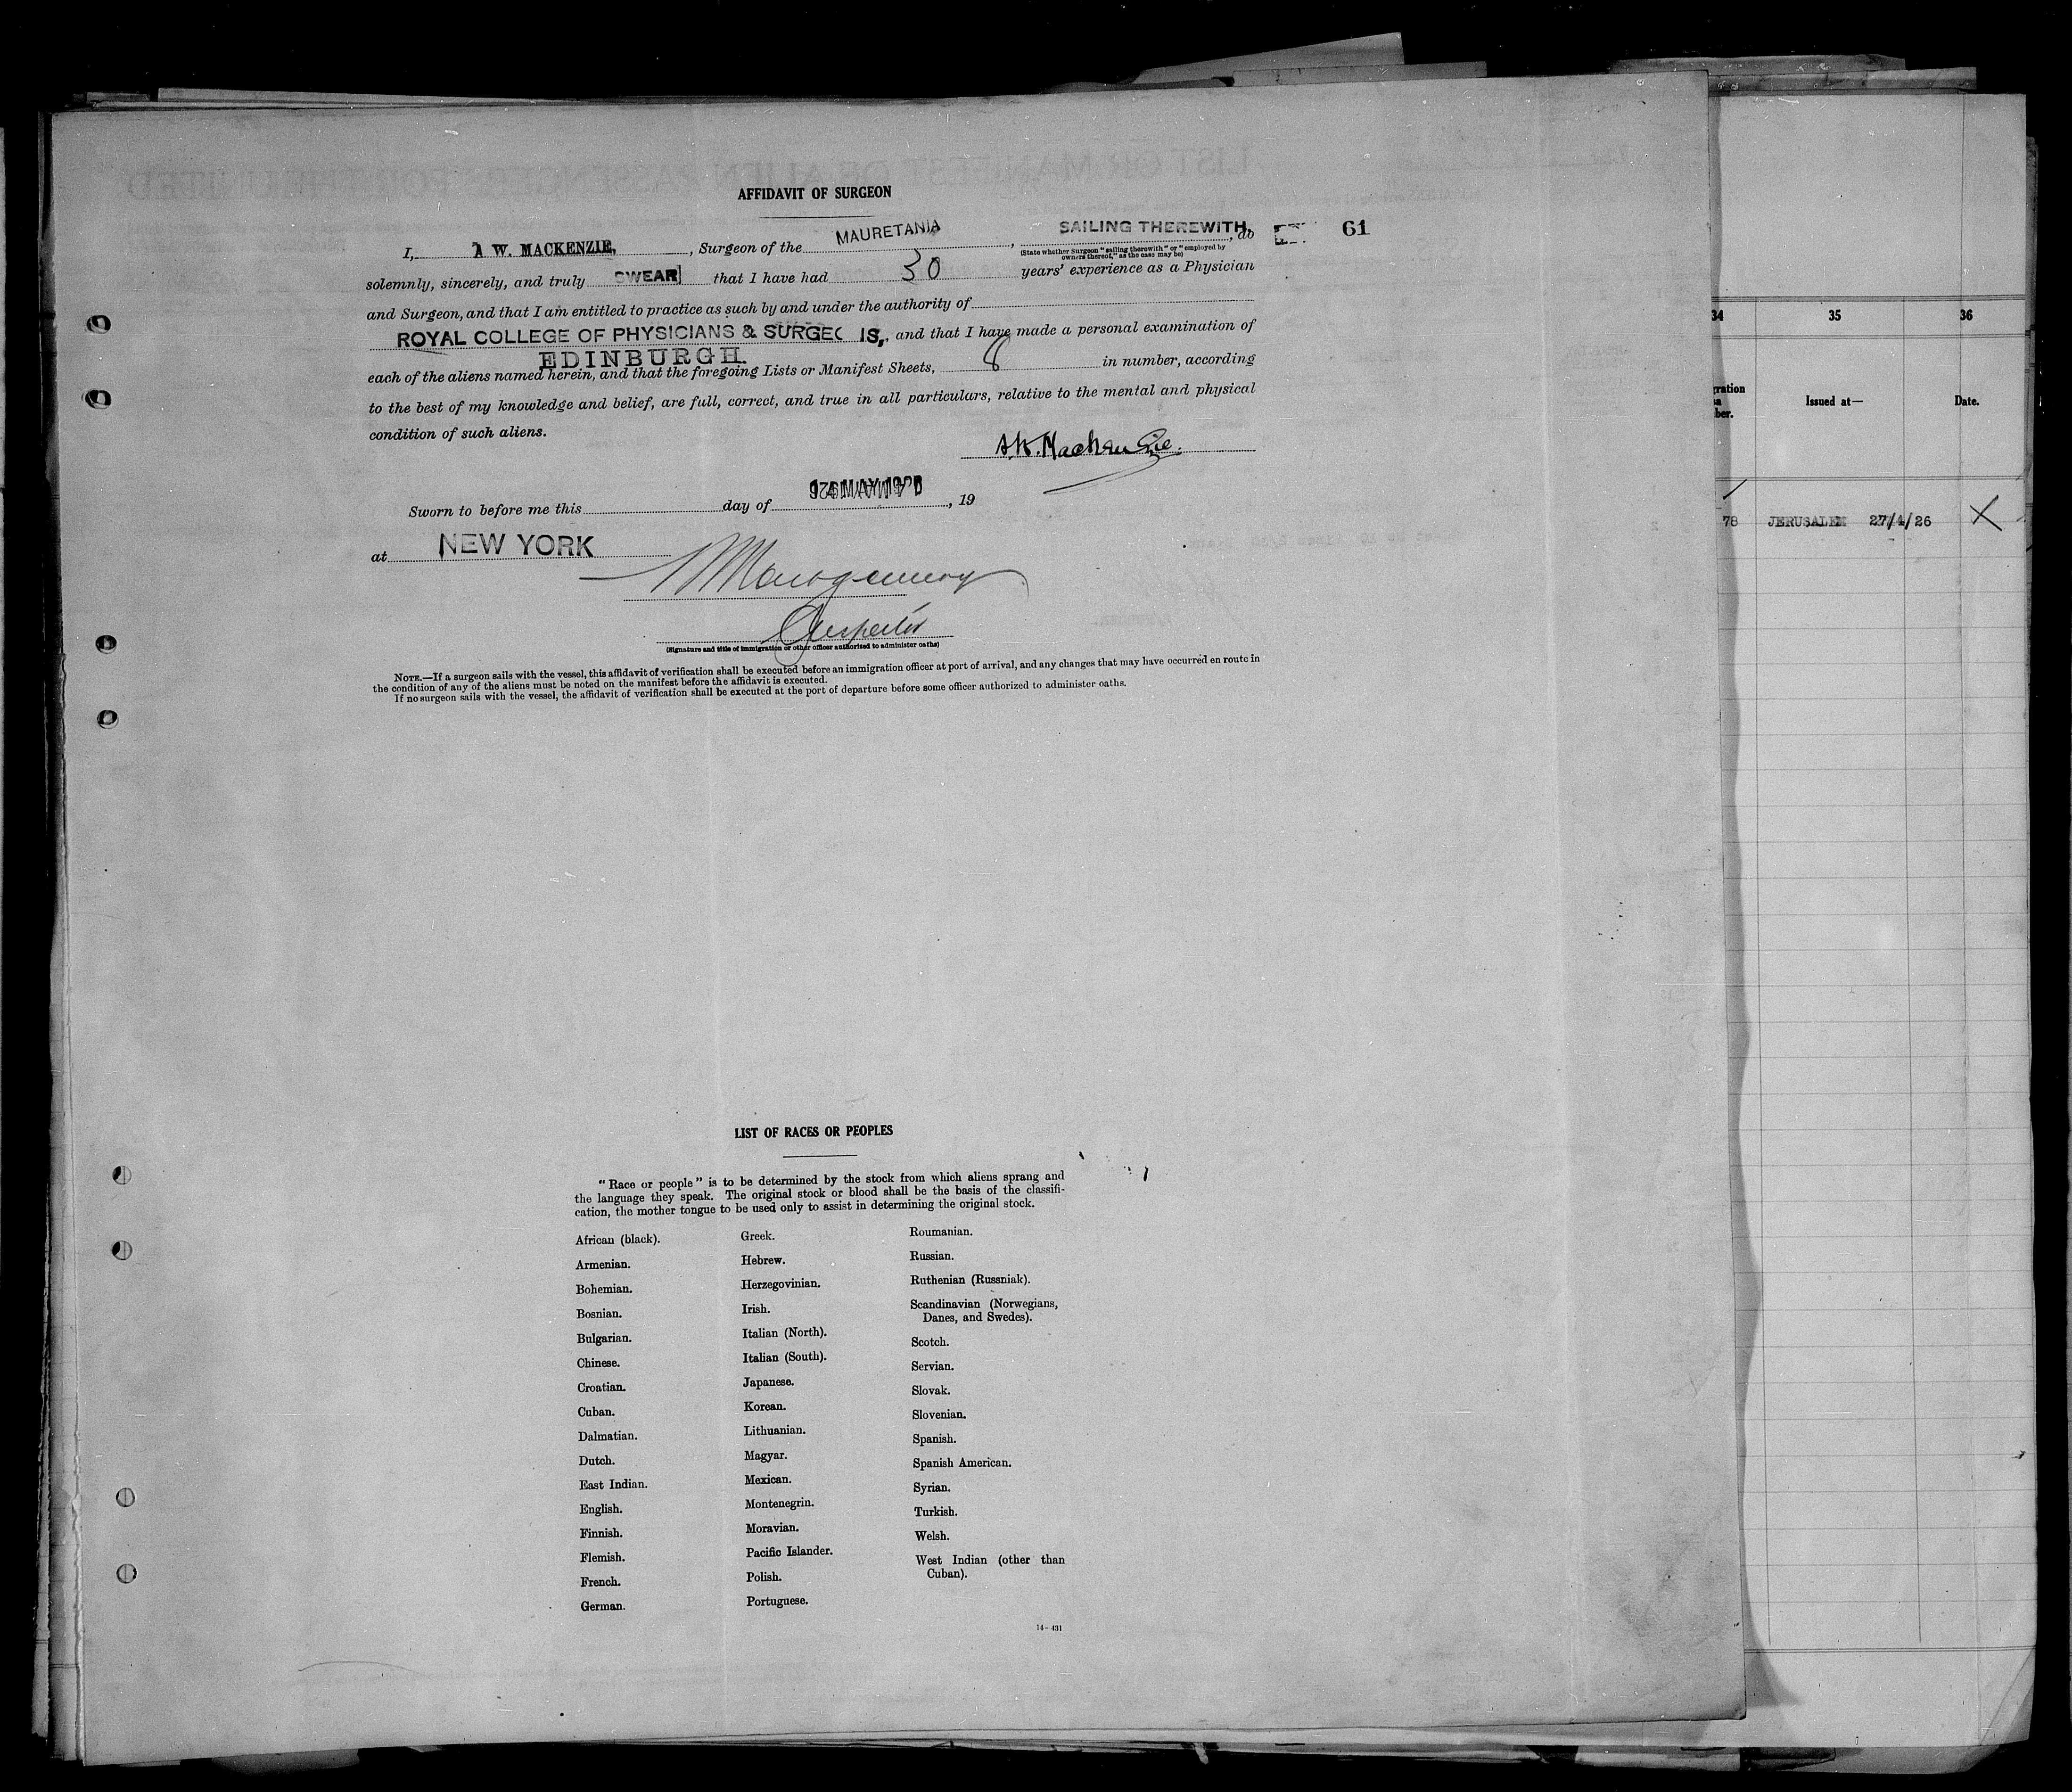 AFFIDAVIT OF SURGEON
I, A W. MACKENZIE, , Surgeon of the MAURETANIA , SAILING THEREWITH, , do 61
(State whether Surgeon "sailing therewith" or "employed by
owners thereof," as the case may be)
solemnly, sincerely, and truly SWEAR that I have had 30 years' experience as a Physician
and Surgeon, and that I am entitled to practice as such by and under the authority of
ROYAL COLLEGE OF PHYSICIANS & SURGEO NS, , and that I have made a personal examination of
EDINBURGH.
each of the aliens named herein, and that the foregoing Lists or Manifest Sheets, 8 in number, according
to the best of my knowledge and belief, are full, correct, and true in all particulars, relative to the mental and physical
condition of such aliens.
A.W. Mackenzie.
Sworn to before me this day of MAY , 19
at NEW YORK
Montgomery
Inspector
(Signature and title of immigration or other officer authorized to administer oaths)
NOTE.—If a surgeon sails with the vessel, this affidavit of verification shall be executed before an immigration officer at port of arrival, and any changes that may have occurred en route in
the condition of any of the aliens must be noted on the manifest before the affidavit is executed.
If no surgeon sails with the vessel, the affidavit of verification shall be executed at the port of departure before some officer authorized to administer oaths.
LIST OF RACES OR PEOPLES
"Race or people" is to be determined by the stock from which aliens sprang and
the language they speak. The original stock or blood shall be the basis of the classifi-
cation, the mother tongue to be used only to assist in determining the original stock.
African (black).
Armenian.
Bohemian.
Bosnian.
Bulgarian.
Chinese.
Croatian.
Cuban.
Dalmatian.
Dutch.
East Indian.
English.
Finnish.
Flemish.
French.
German.
Greek.
Hebrew.
Herzegovinian.
Irish.
Italian (North).
Italian (South).
Japanese.
Korean.
Lithuanian.
Magyar.
Mexican.
Montenegrin.
Moravian.
Pacific Islander.
Polish.
Portuguese.
Roumanian.
Russian.
Ruthenian (Russniak).
Scandinavian (Norwegians,
Danes, and Swedes).
Scotch.
Servian.
Slovak.
Slovenian.
Spanish.
Spanish American.
Syrian.
Turkish.
Welsh.
West Indian (other than
Cuban).
14-431
34 35 36
Issued at— Date.
78 JERUSALEM 27/4/26 X